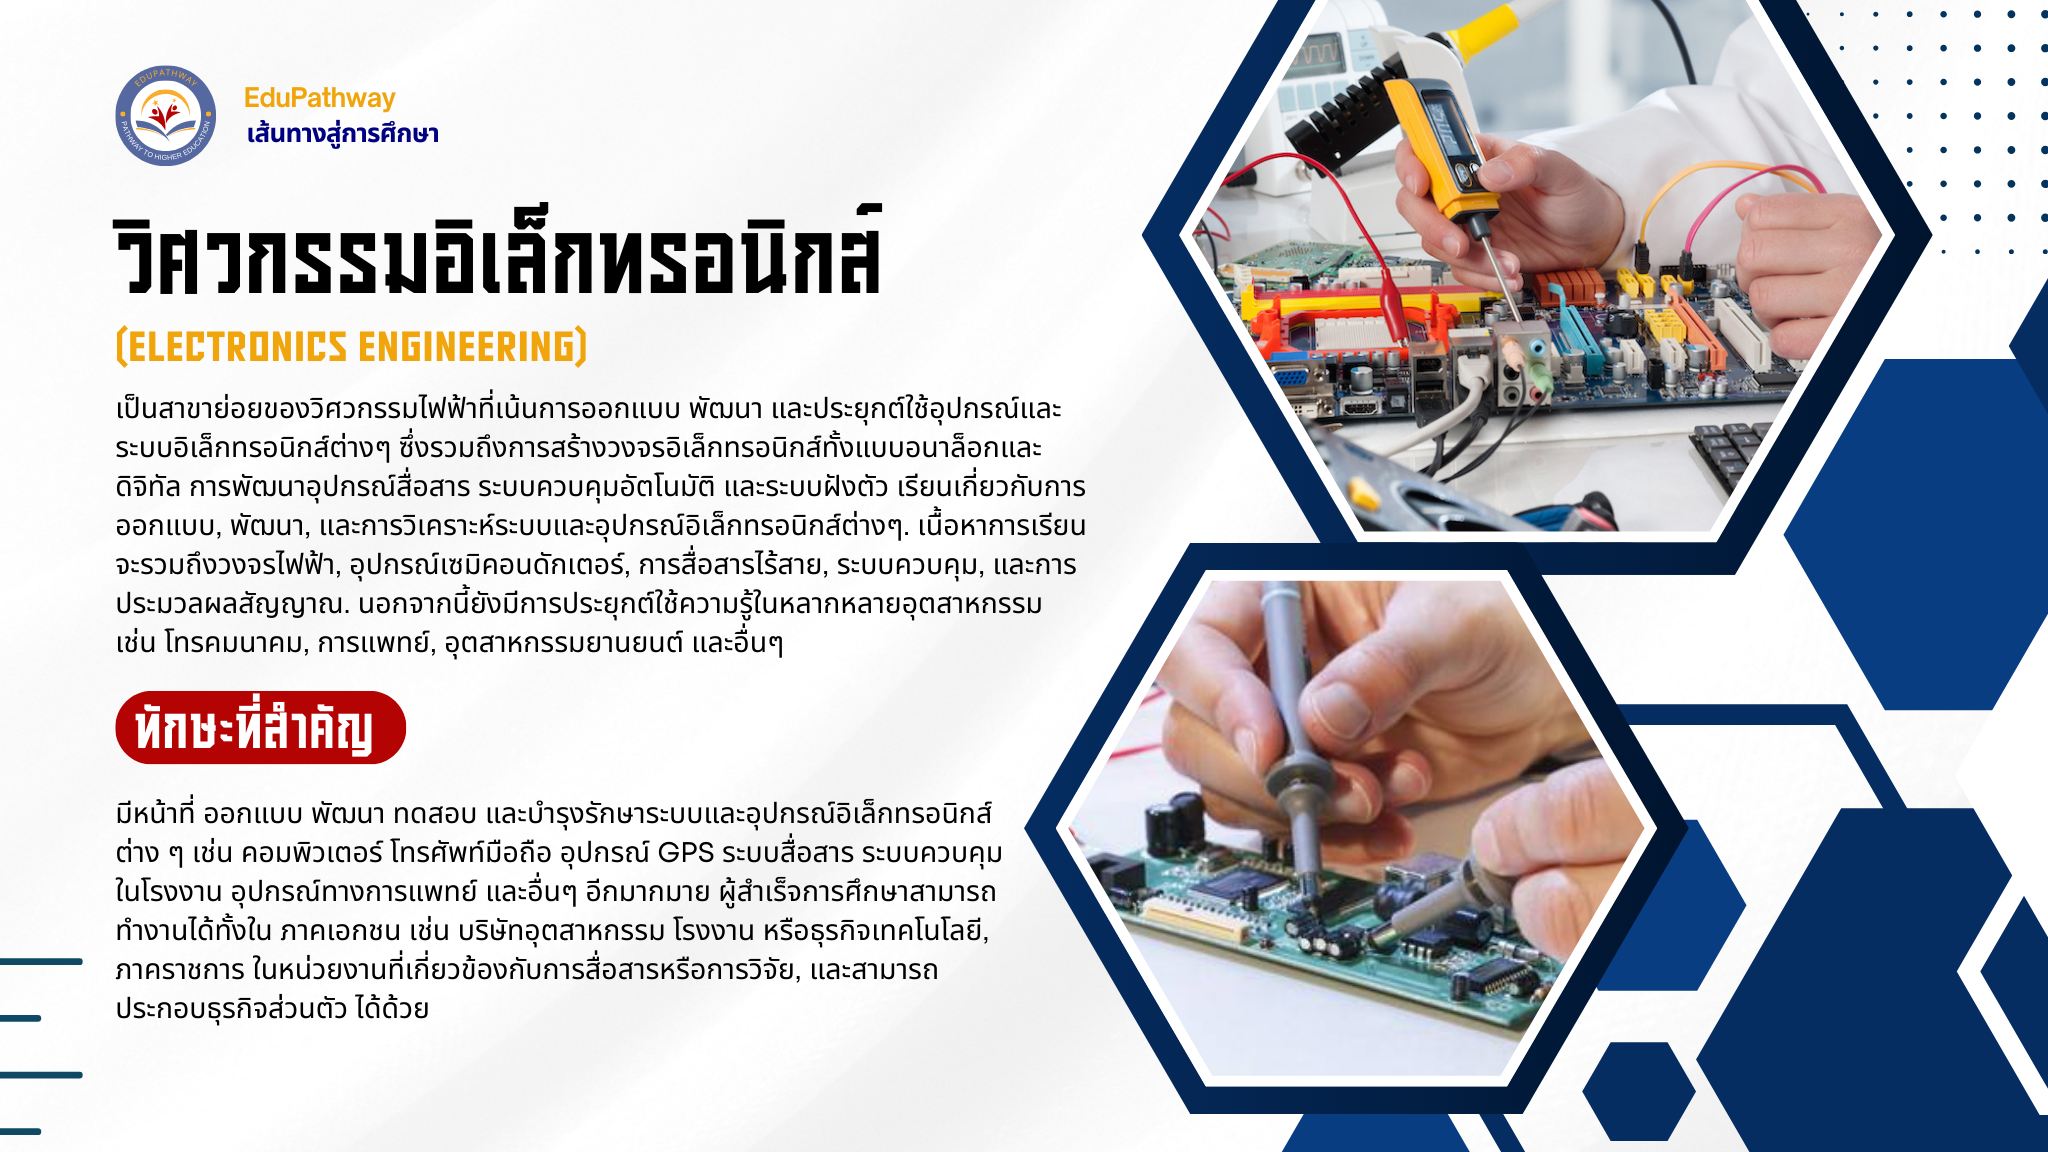 EDUPATHWAY
PATHWAY TO HIGHER EDUCATION
EduPathway
เส้นทางสู่การศึกษา
วิศวกรรมอิเล็กทรอนิกส์
(ELECTRONICS ENGINEERING)
เป็นสาขาย่อยของวิศวกรรมไฟฟ้าที่เน้นการออกแบบ พัฒนา และประยุกต์ใช้อุปกรณ์และ
ระบบอิเล็กทรอนิกส์ต่างๆ ซึ่งรวมถึงการสร้างวงจรอิเล็กทรอนิกส์ทั้งแบบอนาล็อกและ
ดิจิทัล การพัฒนาอุปกรณ์สื่อสาร ระบบควบคุมอัตโนมัติ และระบบฝังตัว เรียนเกี่ยวกับการ
ออกแบบ, พัฒนา, และการวิเคราะห์ระบบและอุปกรณ์อิเล็กทรอนิกส์ต่างๆ. เนื้อหาการเรียน
จะรวมถึงวงจรไฟฟ้า, อุปกรณ์เซมิคอนดักเตอร์, การสื่อสารไร้สาย, ระบบควบคุม, และการ
ประมวลผลสัญญาณ. นอกจากนี้ยังมีการประยุกต์ใช้ความรู้ในหลากหลายอุตสาหกรรม
เช่น โทรคมนาคม, การแพทย์, อุตสาหกรรมยานยนต์ และอื่นๆ
ทักษะที่สำคัญ
มีหน้าที่ ออกแบบ พัฒนา ทดสอบ และบำรุงรักษาระบบและอุปกรณ์อิเล็กทรอนิกส์
ต่าง ๆ เช่น คอมพิวเตอร์ โทรศัพท์มือถือ อุปกรณ์ GPS ระบบสื่อสาร ระบบควบคุม
ในโรงงาน อุปกรณ์ทางการแพทย์ และอื่นๆ อีกมากมาย ผู้สำเร็จการศึกษาสามารถ
ทำงานได้ทั้งใน ภาคเอกชน เช่น บริษัทอุตสาหกรรม โรงงาน หรือธุรกิจเทคโนโลยี,
ภาคราชการ ในหน่วยงานที่เกี่ยวข้องกับการสื่อสารหรือการวิจัย, และสามารถ
ประกอบธุรกิจส่วนตัว ได้ด้วย